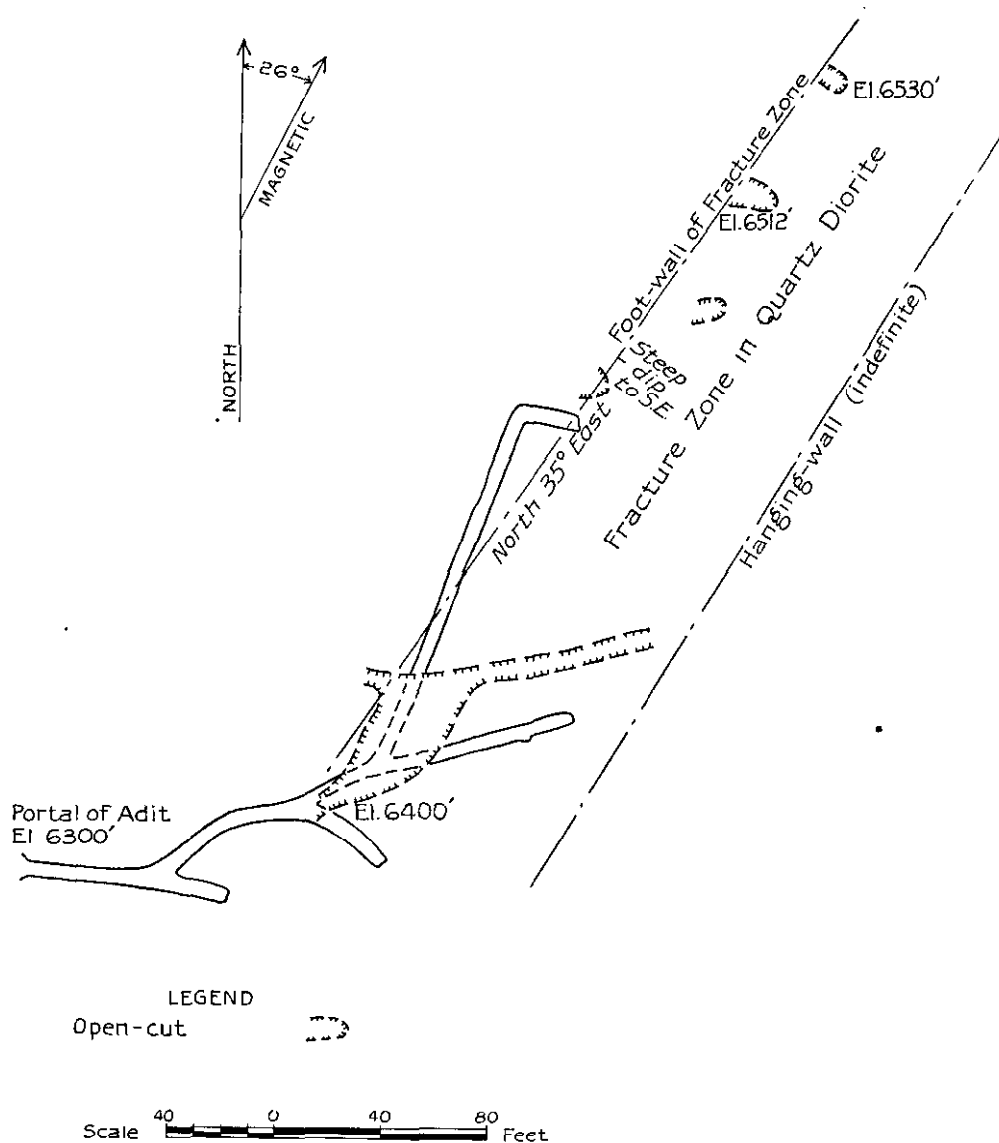 26°
MAGNETIC
NORTH
El.6530'
El.6512'
Foot-wall of Fracture Zone
Steep
dip
to S.E.
North 35° East
Fracture Zone in Quartz Diorite
Hanging-wall (indefinite)
Portal of Adit
El 6300'
El.6400'
LEGEND
Open-cut
Scale 40 0 40 80 Feet